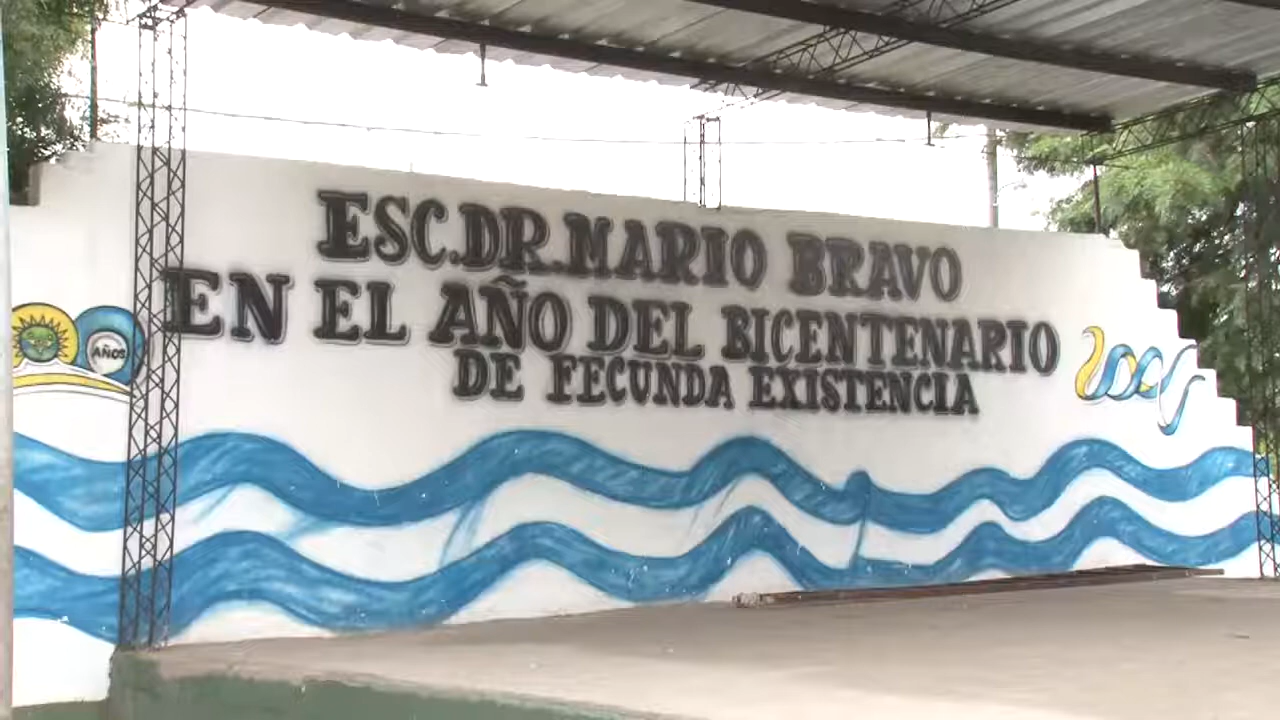 ESC.DR.MARIO BRAVO
EN EL AÑO DEL BICENTENARIO
DE FECUNDA EXISTENCIA
AÑOS